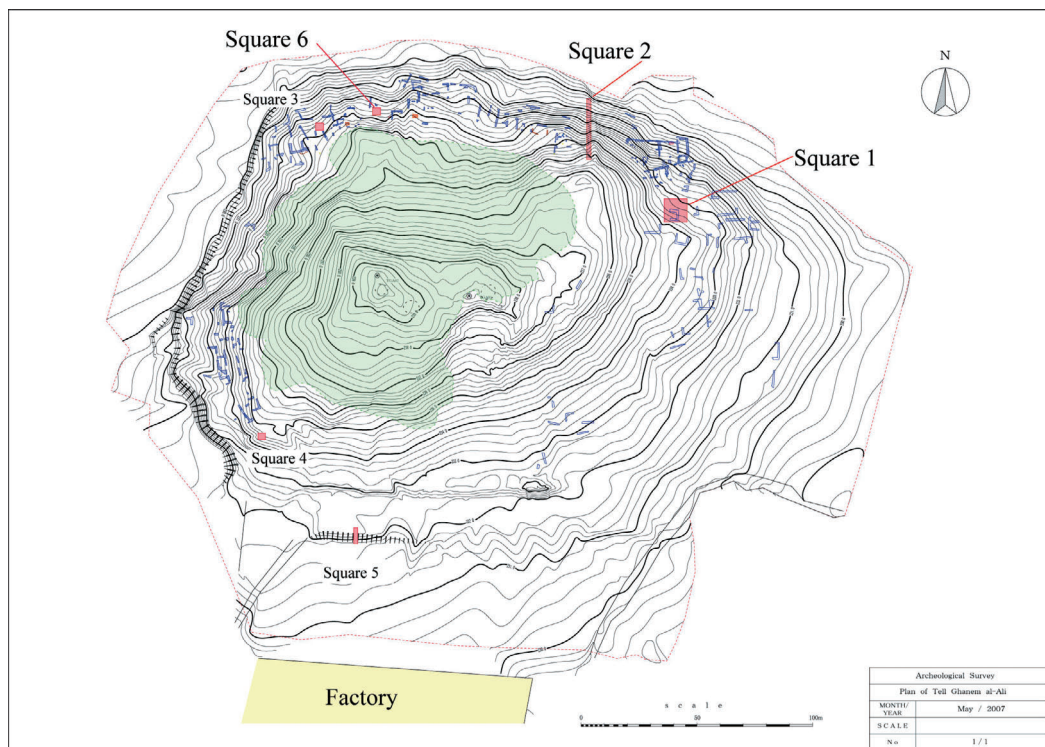 Square 6
Square 2
N
Square 3
Square 1
Square 4
Square 5
Factory
scale
0 50 100m
Archeological Survey
Plan of Tell Ghanem al-Ali
MONTH/YEAR May / 2007
SCALE
No 1/1